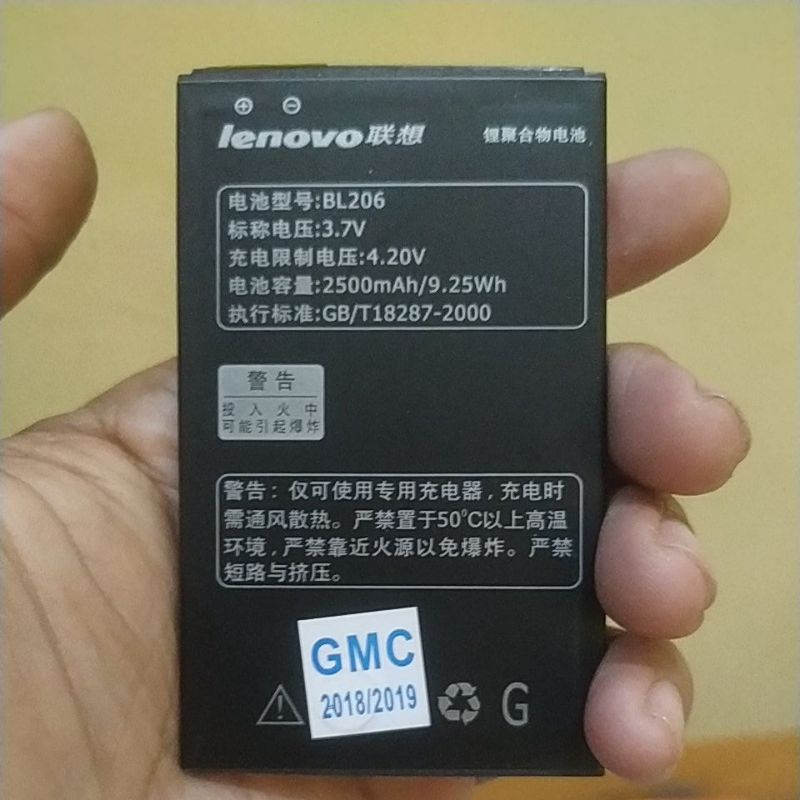 ⊕ ⊖
lenovo联想 锂聚合物电池
电池型号:BL206
标称电压:3.7V
充电限制电压:4.20V
电池容量:2500mAh/9.25Wh
执行标准:GB/T18287-2000
警告
投入火中
可能引起爆炸
警告：仅可使用专用充电器，充电时
需通风散热。严禁置于50°C以上高温
环境，严禁靠近火源以免爆炸。严禁
短路与挤压。
GMC
2018/2019
G